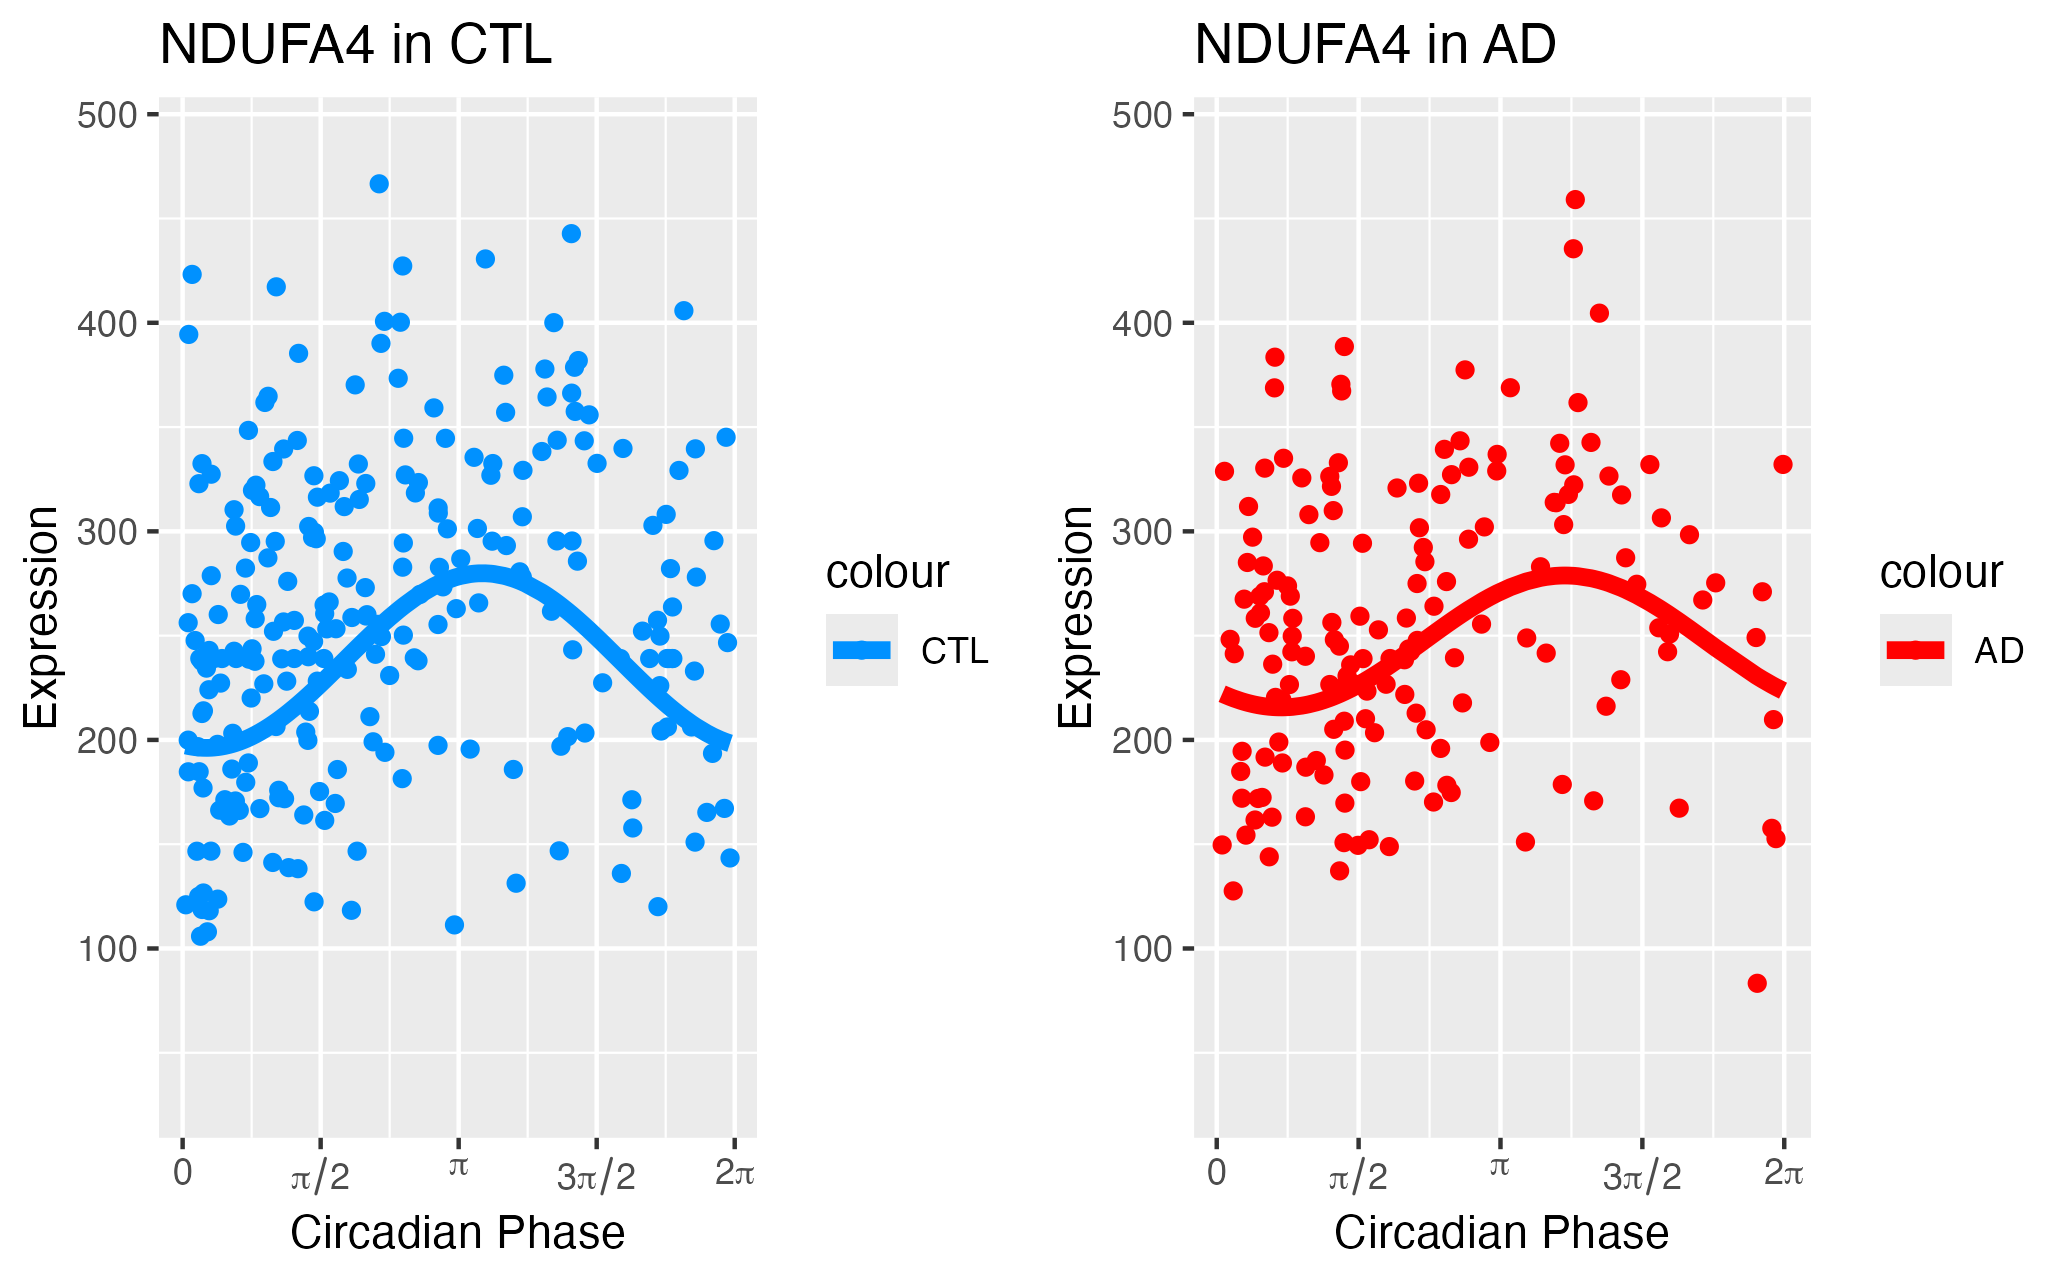 NDUFA4 in CTL
500
400
300
200
100
Expression
0 π/2 π 3π/2 2π
Circadian Phase
colour
CTL
NDUFA4 in AD
500
400
300
200
100
Expression
0 π/2 π 3π/2 2π
Circadian Phase
colour
AD